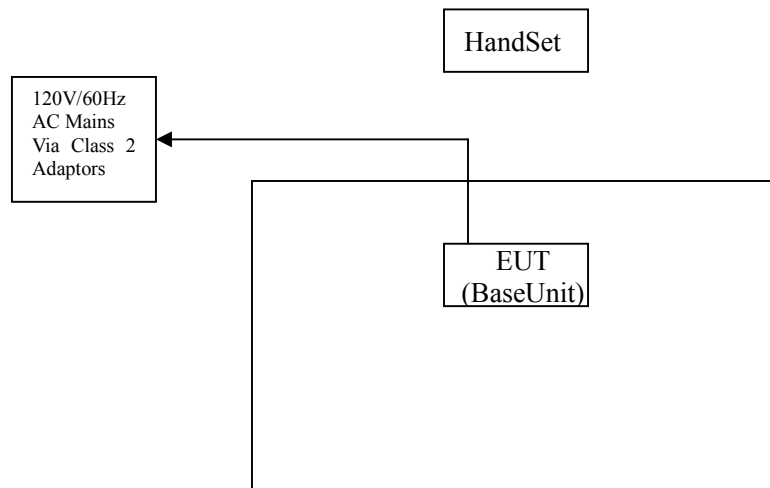 HandSet
120V/60Hz
AC Mains
Via Class 2
Adaptors
EUT
(BaseUnit)